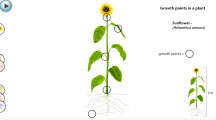 Growth points in a plant
Sunflower -
(Helianthus annuus)
growth points =